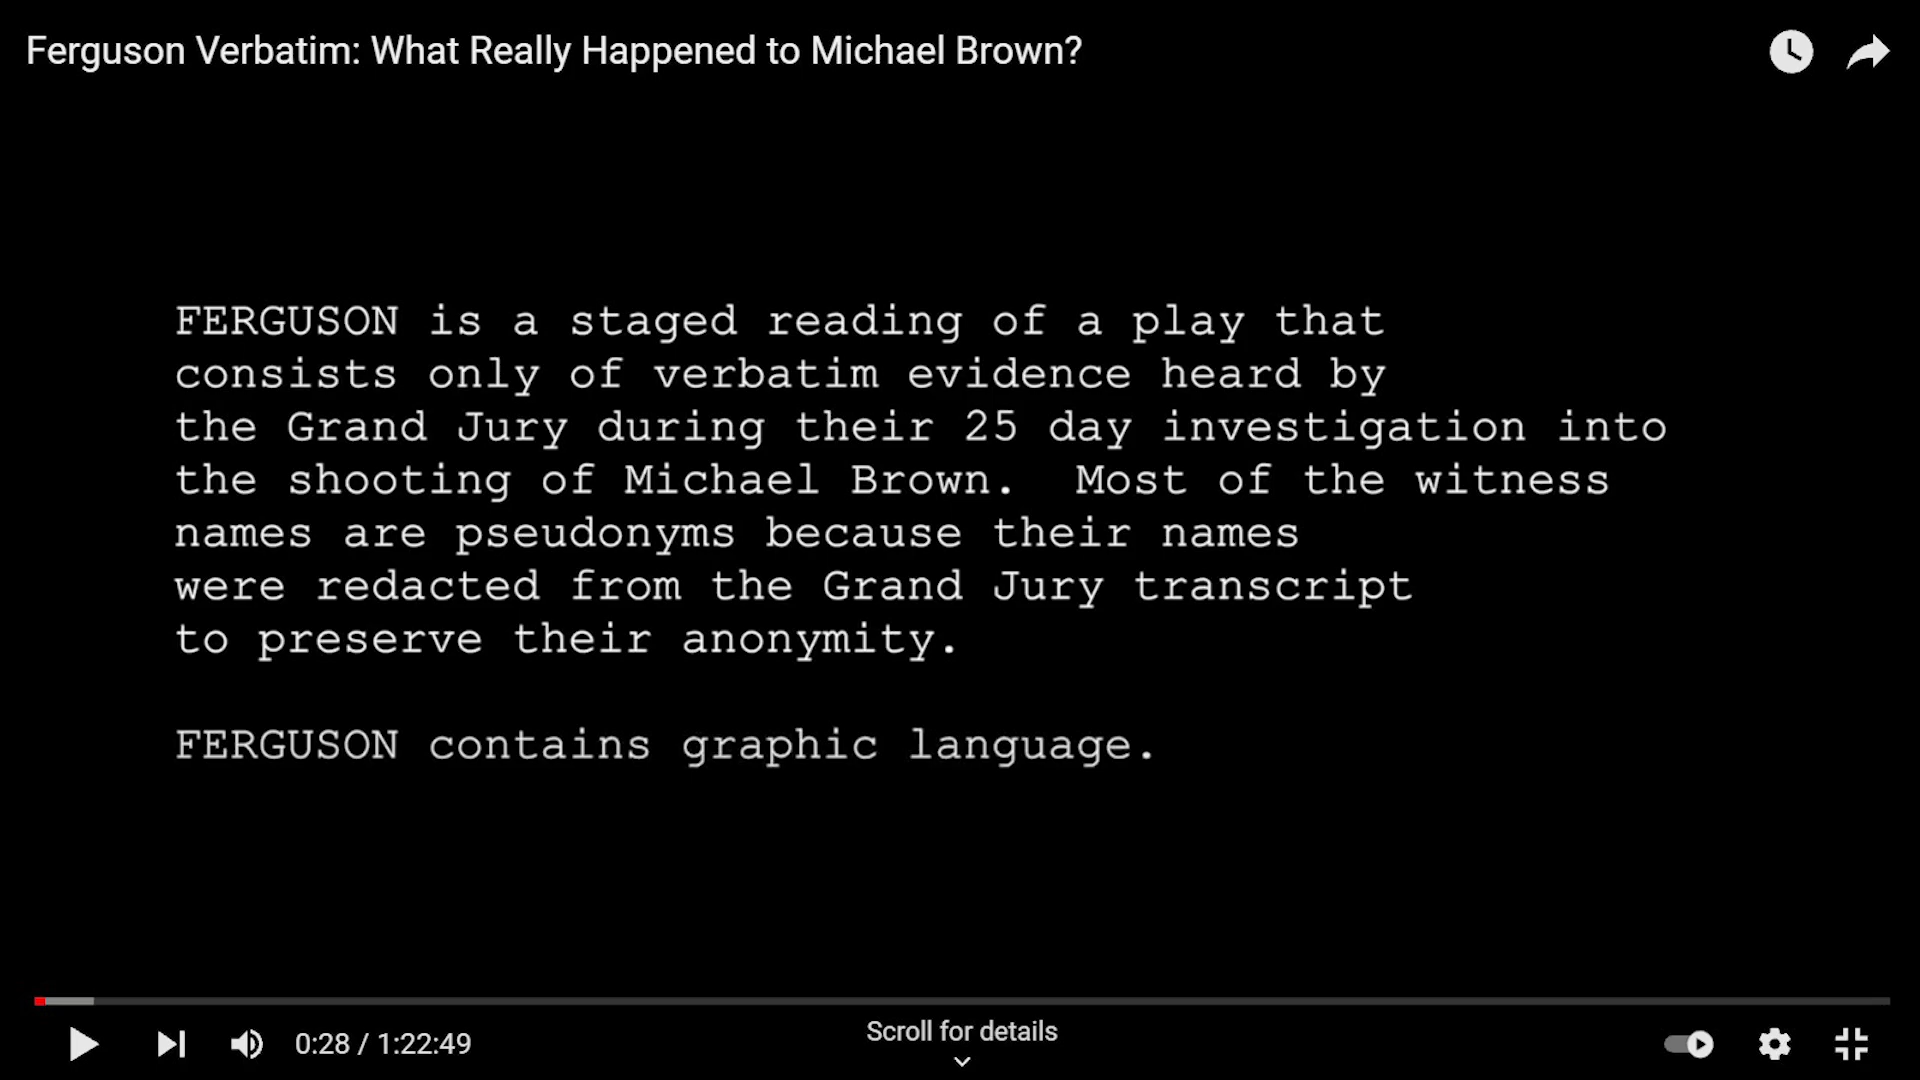 Ferguson Verbatim: What Really Happened to Michael Brown?
FERGUSON is a staged reading of a play that
consists only of verbatim evidence heard by
the Grand Jury during their 25 day investigation into
the shooting of Michael Brown.  Most of the witness
names are pseudonyms because their names
were redacted from the Grand Jury transcript
to preserve their anonymity.
FERGUSON contains graphic language.
0:28 / 1:22:49
Scroll for details